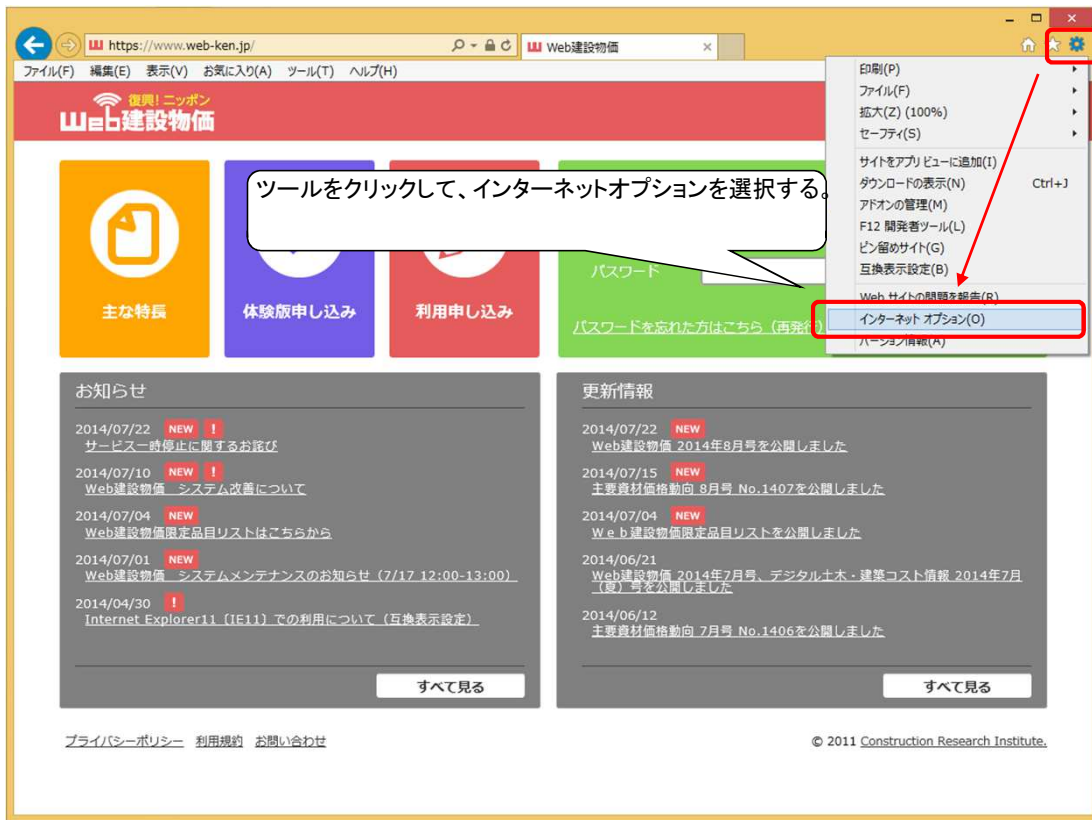 https://www.web-ken.jp/
Web建設物価
ファイル(F) 編集(E) 表示(V) お気に入り(A) ツール(T) ヘルプ(H)
復興!ニッポン
Web建設物価
印刷(P)
ファイル(F)
拡大(Z) (100%)
セーフティ(S)
サイトをアプリ ビューに追加(I)
ダウンロードの表示(N) Ctrl+J
アドオンの管理(M)
F12 開発者ツール(L)
ピン留めサイト(G)
互換表示設定(B)
Web サイトの問題を報告(R)
インターネット オプション(O)
バージョン情報(A)
ツールをクリックして、インターネットオプションを選択する。
主な特長
体験版申し込み
利用申し込み
パスワード
パスワードを忘れた方はこちら（再発行）
お知らせ
2014/07/22 NEW !
サービス一時停止に関するお詫び
2014/07/10 NEW !
Web建設物価　システム改善について
2014/07/04 NEW
Web建設物価限定品目リストはこちらから
2014/07/01 NEW
Web建設物価　システムメンテナンスのお知らせ（7/17 12:00-13:00）
2014/04/30 !
Internet Explorer11〔IE11〕での利用について（互換表示設定）
すべて見る
更新情報
2014/07/22 NEW
Web建設物価 2014年8月号を公開しました
2014/07/15 NEW
主要資材価格動向 8月号 No.1407を公開しました
2014/07/04 NEW
Ｗｅｂ建設物価限定品目リストを公開しました
2014/06/21
Web建設物価 2014年7月号、デジタル土木・建築コスト情報 2014年7月
（夏）号を公開しました
2014/06/12
主要資材価格動向 7月号 No.1406を公開しました
すべて見る
プライバシーポリシー 利用規約 お問い合わせ
© 2011 Construction Research Institute.